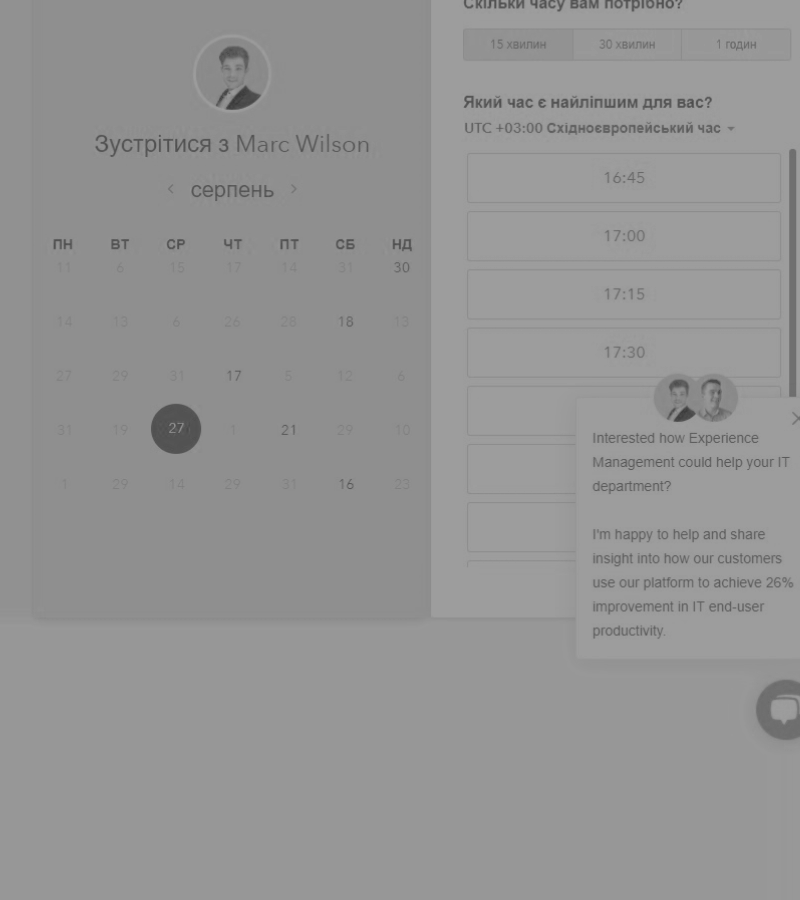 Зустрітися з Marc Wilson
серпень
ПН ВТ СР ЧТ ПТ СБ НД
11 6 15 17 14 31 30
14 13 6 26 28 18 13
27 29 31 17 5 12 6
31 19 27 1 21 29 10
1 29 14 29 31 16 23
Скільки часу вам потрібно?
15 хвилин 30 хвилин 1 годин
Який час є найліпшим для вас?
UTC +03:00 Східноєвропейський час
16:45
17:00
17:15
17:30
Interested how Experience
Management could help your IT
department?
I'm happy to help and share
insight into how our customers
use our platform to achieve 26%
improvement in IT end-user
productivity.